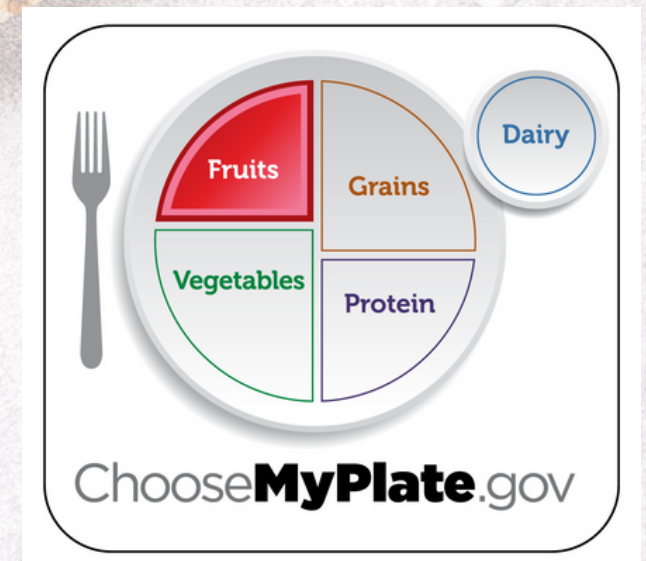 Dairy
Fruits
Grains
Vegetables
Protein
ChooseMyPlate.gov